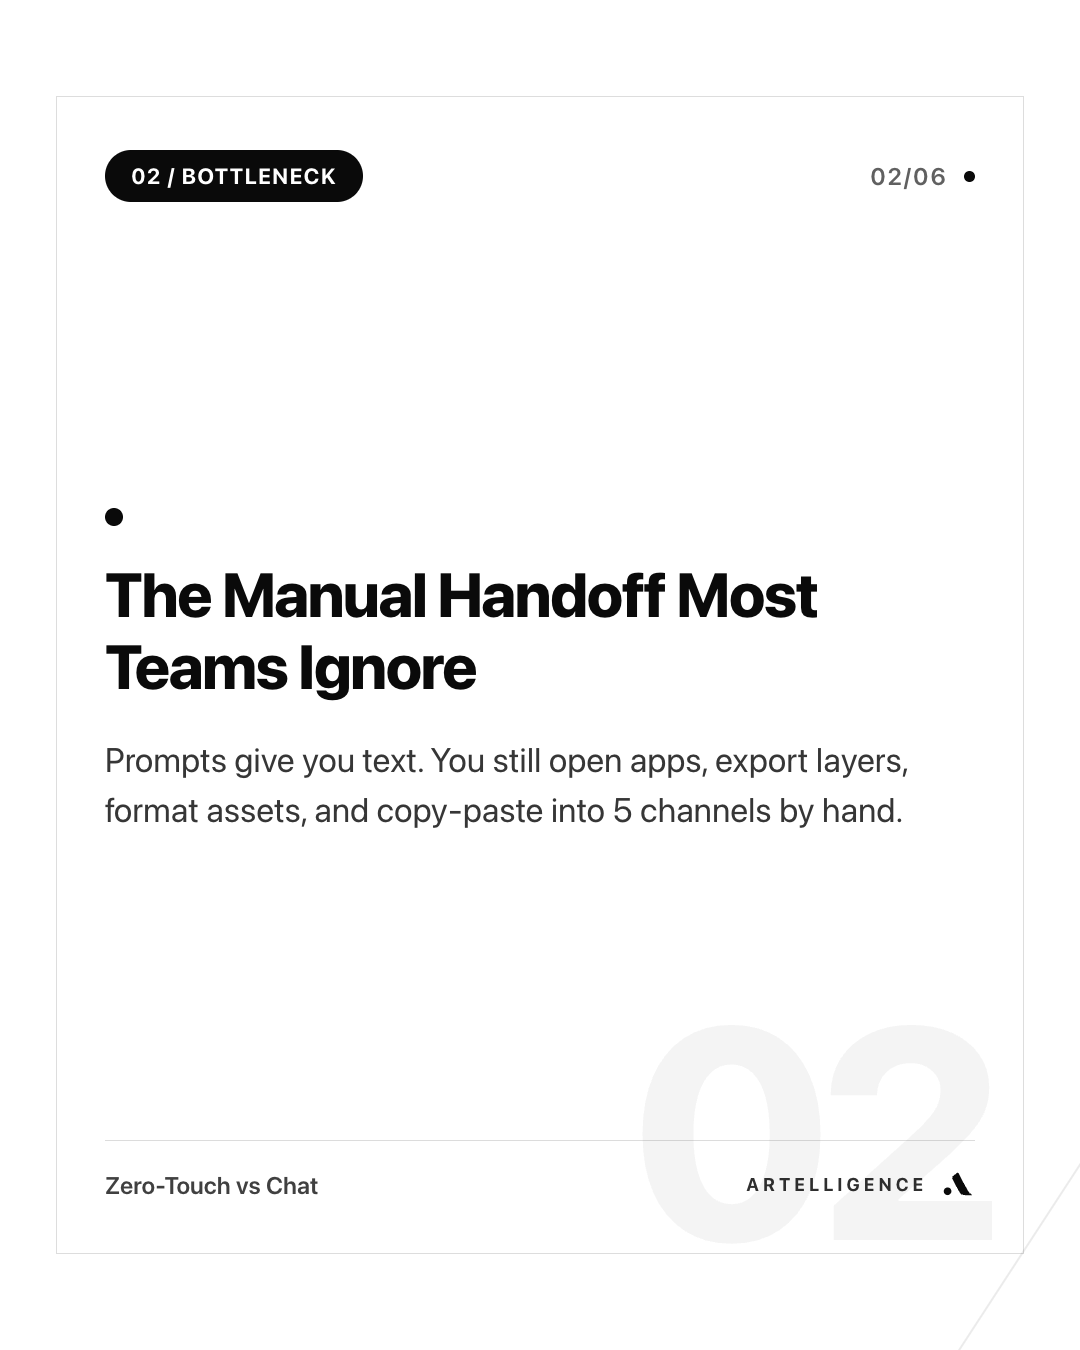 02 / BOTTLENECK
02/06
The Manual Handoff Most
Teams Ignore
Prompts give you text. You still open apps, export layers,
format assets, and copy-paste into 5 channels by hand.
02
Zero-Touch vs Chat
ARTELLIGENCE